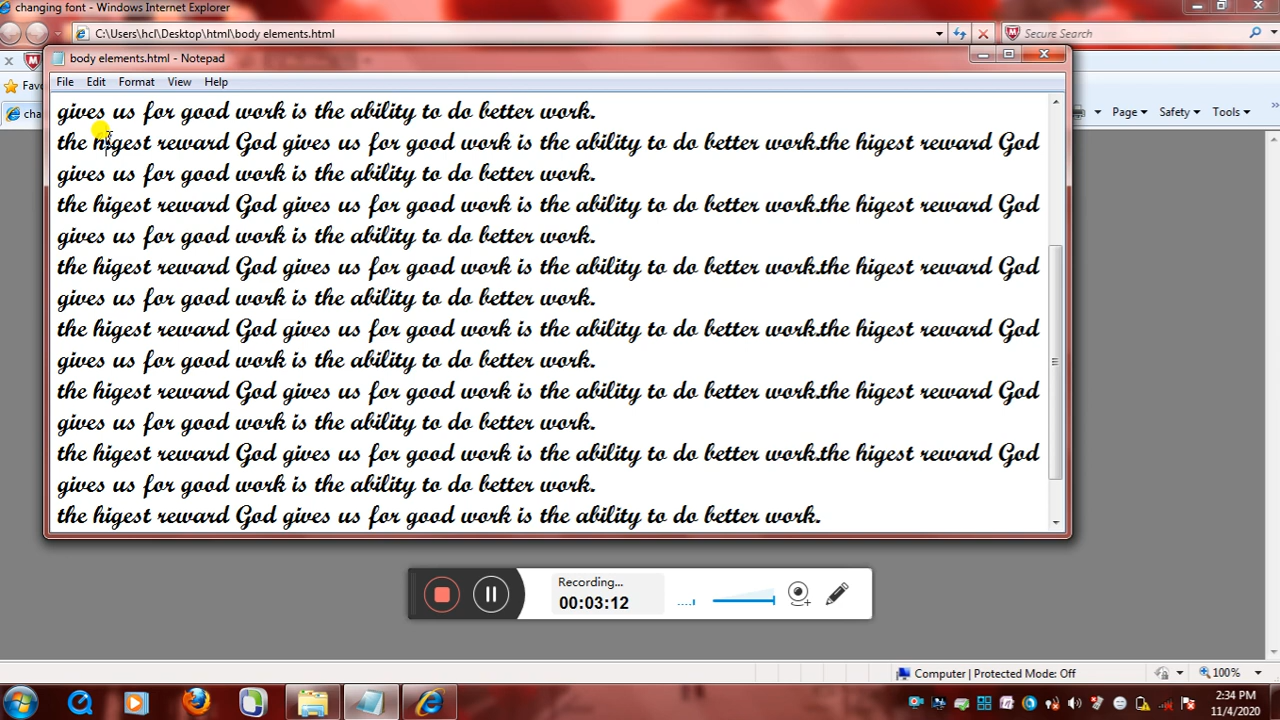 changing font - Windows Internet Explorer
C:\Users\hcl\Desktop\html\body elements.html
Secure Search
body elements.html - Notepad
File Edit Format View Help
Favo
cha
Page Safety Tools »
gives us for good work is the ability to do better work.
the higest reward God gives us for good work is the ability to do better work.the higest reward God
gives us for good work is the ability to do better work.
the higest reward God gives us for good work is the ability to do better work.the higest reward God
gives us for good work is the ability to do better work.
the higest reward God gives us for good work is the ability to do better work.the higest reward God
gives us for good work is the ability to do better work.
the higest reward God gives us for good work is the ability to do better work.the higest reward God
gives us for good work is the ability to do better work.
the higest reward God gives us for good work is the ability to do better work.the higest reward God
gives us for good work is the ability to do better work.
the higest reward God gives us for good work is the ability to do better work.the higest reward God
gives us for good work is the ability to do better work.
the higest reward God gives us for good work is the ability to do better work.
Recording...
00:03:12
Computer | Protected Mode: Off
100%
2:34 PM
11/4/2020